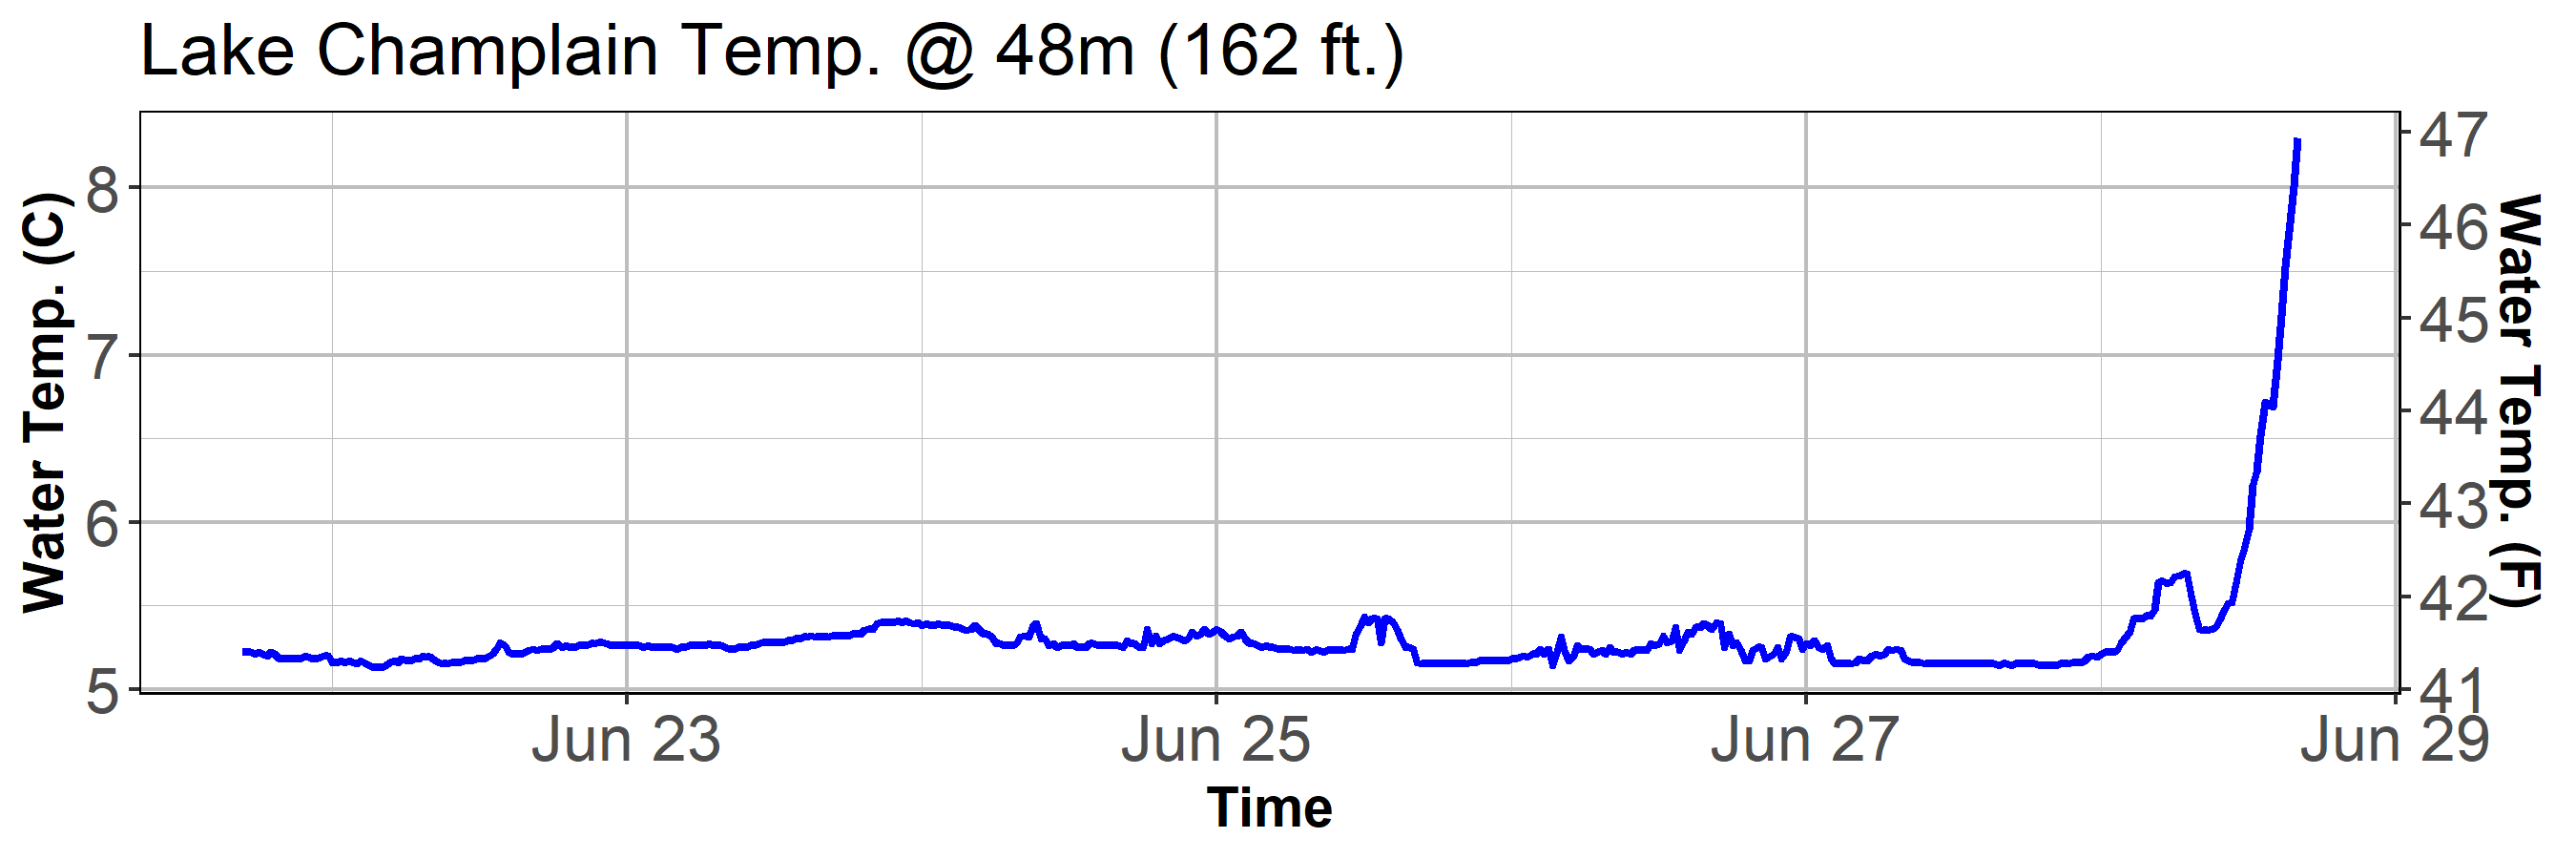 Lake Champlain Temp. @ 48m (162 ft.)
Water Temp. (C)
8
7
6
5
47
46
45
44
43
42
41
Water Temp. (F)
Jun 23 Jun 25 Jun 27 Jun 29
Time